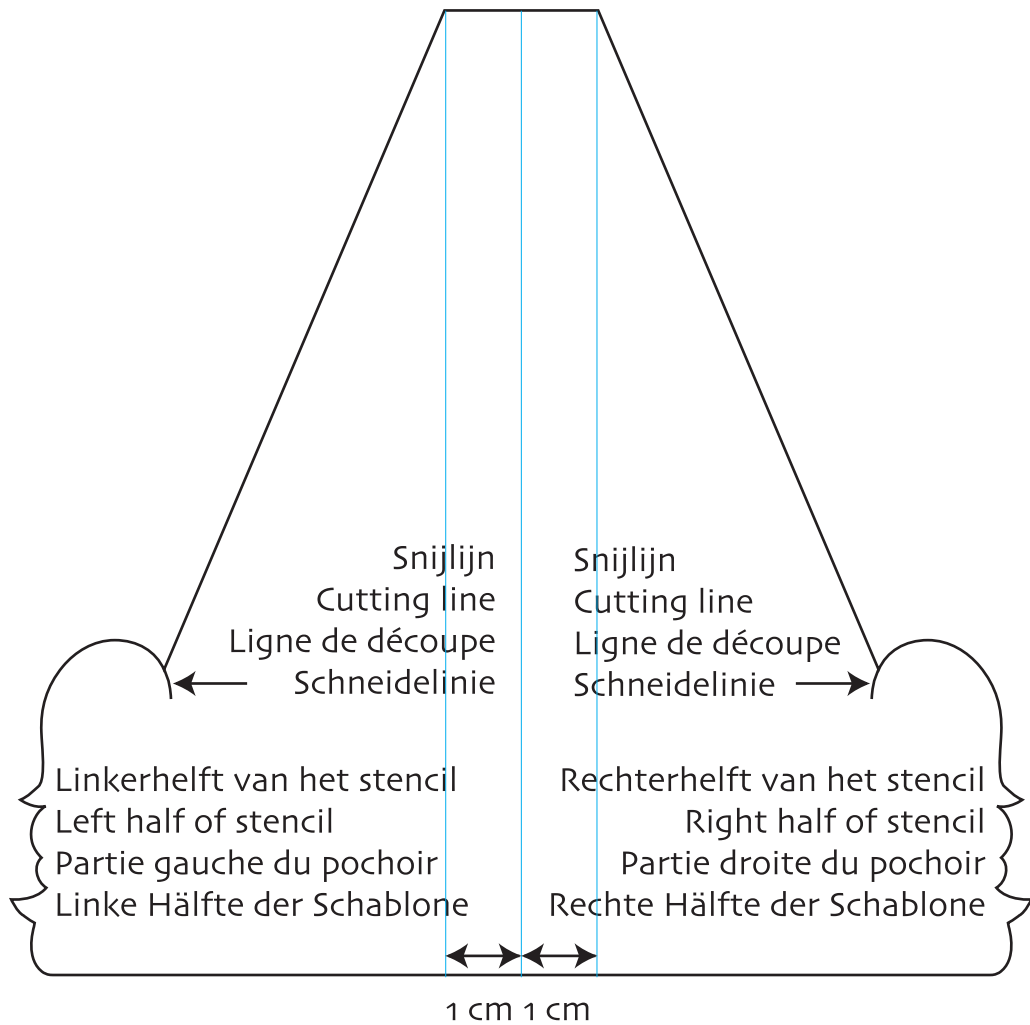 Snijlijn
Cutting line
Ligne de découpe
Schneidelinie
Snijlijn
Cutting line
Ligne de découpe
Schneidelinie
Linkerhelft van het stencil
Left half of stencil
Partie gauche du pochoir
Linke Hälfte der Schablone
Rechterhelft van het stencil
Right half of stencil
Partie droite du pochoir
Rechte Hälfte der Schablone
1 cm 1 cm